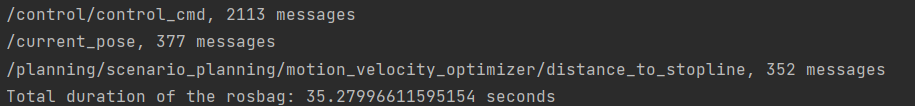 /control/control_cmd, 2113 messages
/current_pose, 377 messages
/planning/scenario_planning/motion_velocity_optimizer/distance_to_stopline, 352 messages
Total duration of the rosbag: 35.27996611595154 seconds